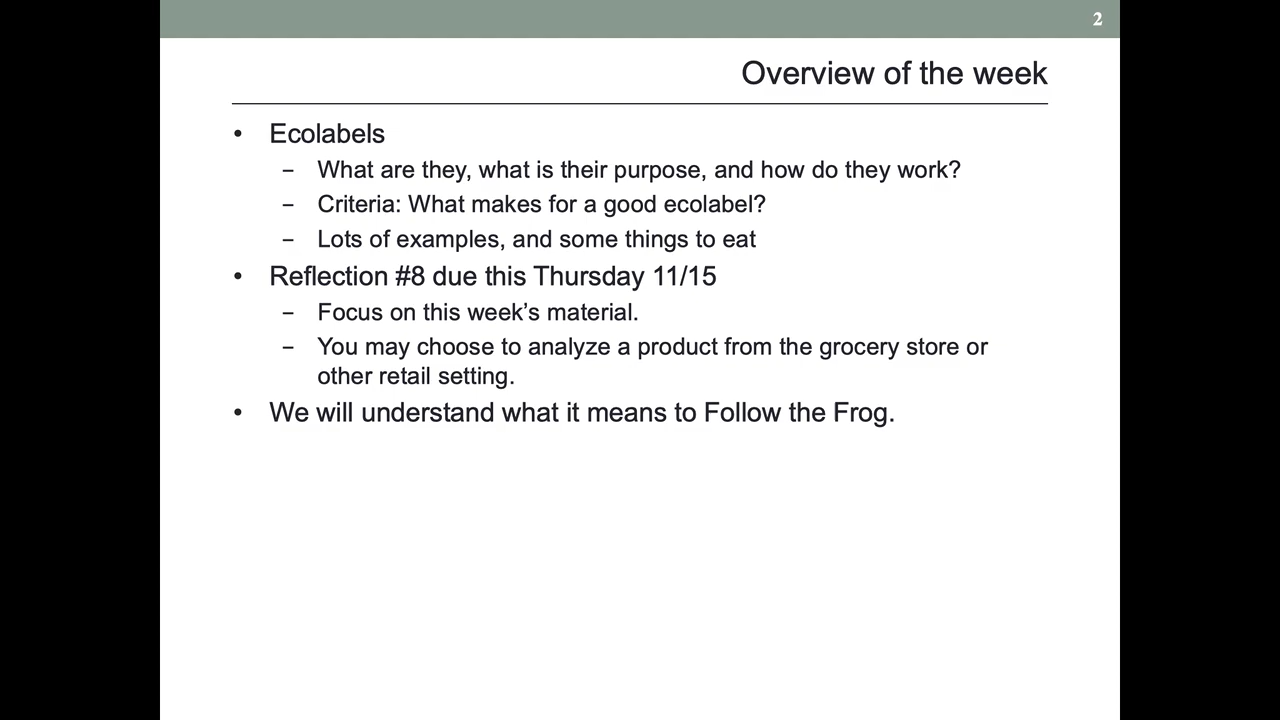 2
Overview of the week
• Ecolabels
– What are they, what is their purpose, and how do they work?
– Criteria: What makes for a good ecolabel?
– Lots of examples, and some things to eat
• Reflection #8 due this Thursday 11/15
– Focus on this week’s material.
– You may choose to analyze a product from the grocery store or
other retail setting.
• We will understand what it means to Follow the Frog.